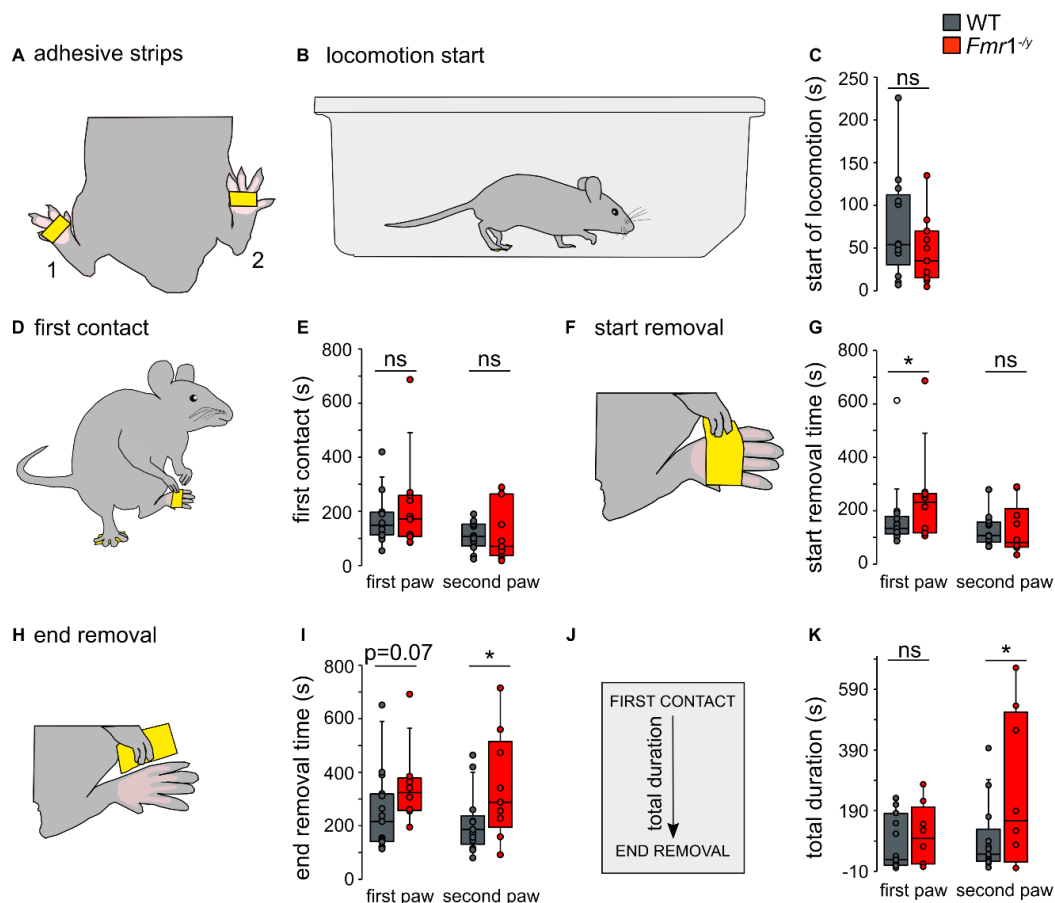 WT
Fmr1-/y
A adhesive strips
1
2
B locomotion start
C
ns
start of locomotion (s)
250
200
150
100
50
0
D first contact
E
ns
ns
first contact (s)
800
600
400
200
0
first paw
second paw
F start removal
G
*
ns
start removal time (s)
800
600
400
200
0
first paw
second paw
H end removal
I
p=0.07
*
end removal time (s)
800
600
400
200
0
first paw
second paw
J
FIRST CONTACT
total duration
END REMOVAL
K
ns
*
total duration (s)
590
390
190
-10
first paw
second paw